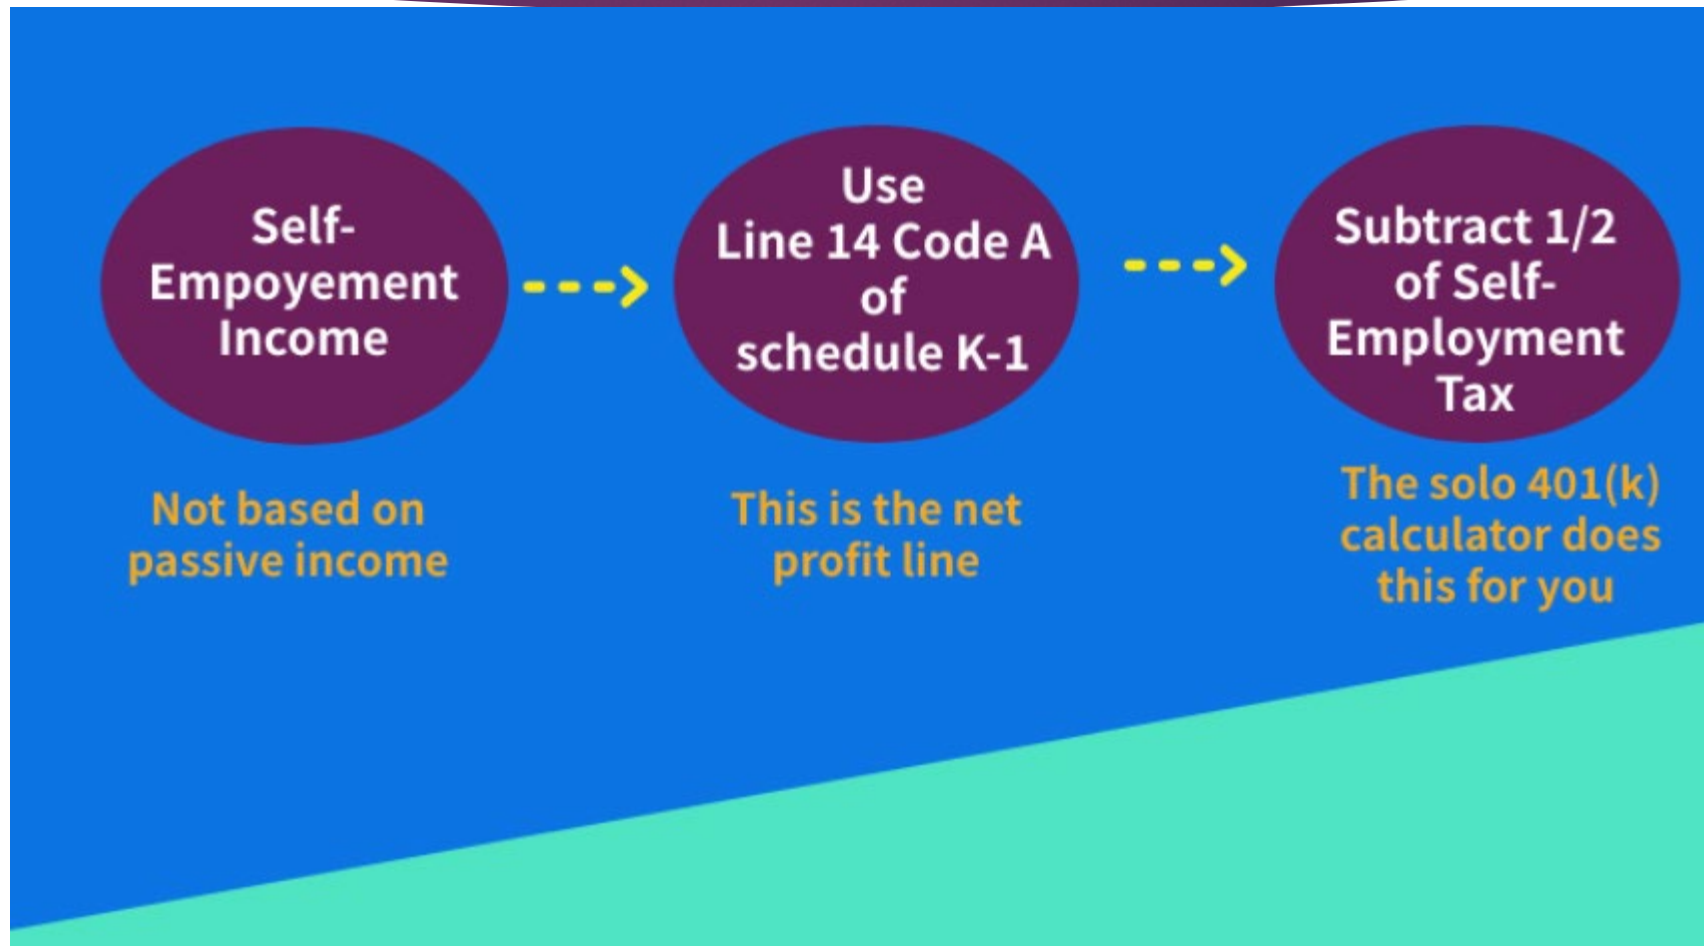 Self-
Empoyement
Income
Not based on
passive income
Use
Line 14 Code A
of
schedule K-1
This is the net
profit line
Subtract 1/2
of Self-
Employment
Tax
The solo 401(k)
calculator does
this for you